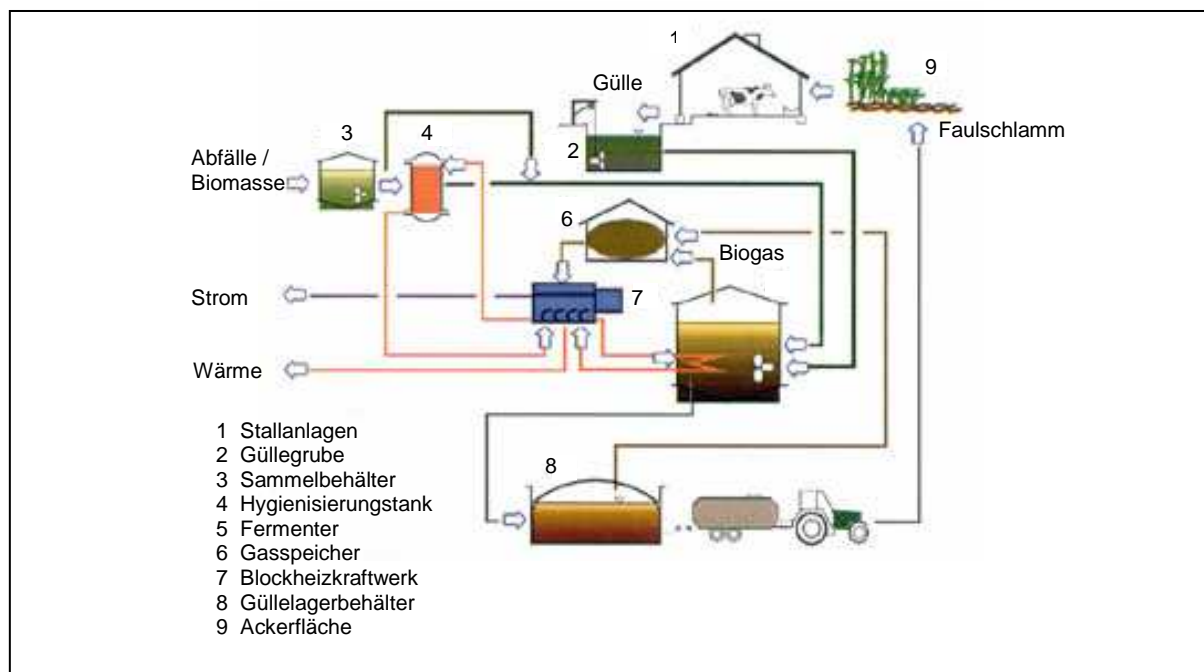 1
9
Gülle
Faulschlamm
3
4
2
Abfälle /
Biomasse
6
Biogas
Strom
7
Wärme
1 Stallanlagen
2 Güllegrube
3 Sammelbehälter
4 Hygienisierungstank
5 Fermenter
6 Gasspeicher
7 Blockheizkraftwerk
8 Güllelagerbehälter
9 Ackerfläche
8